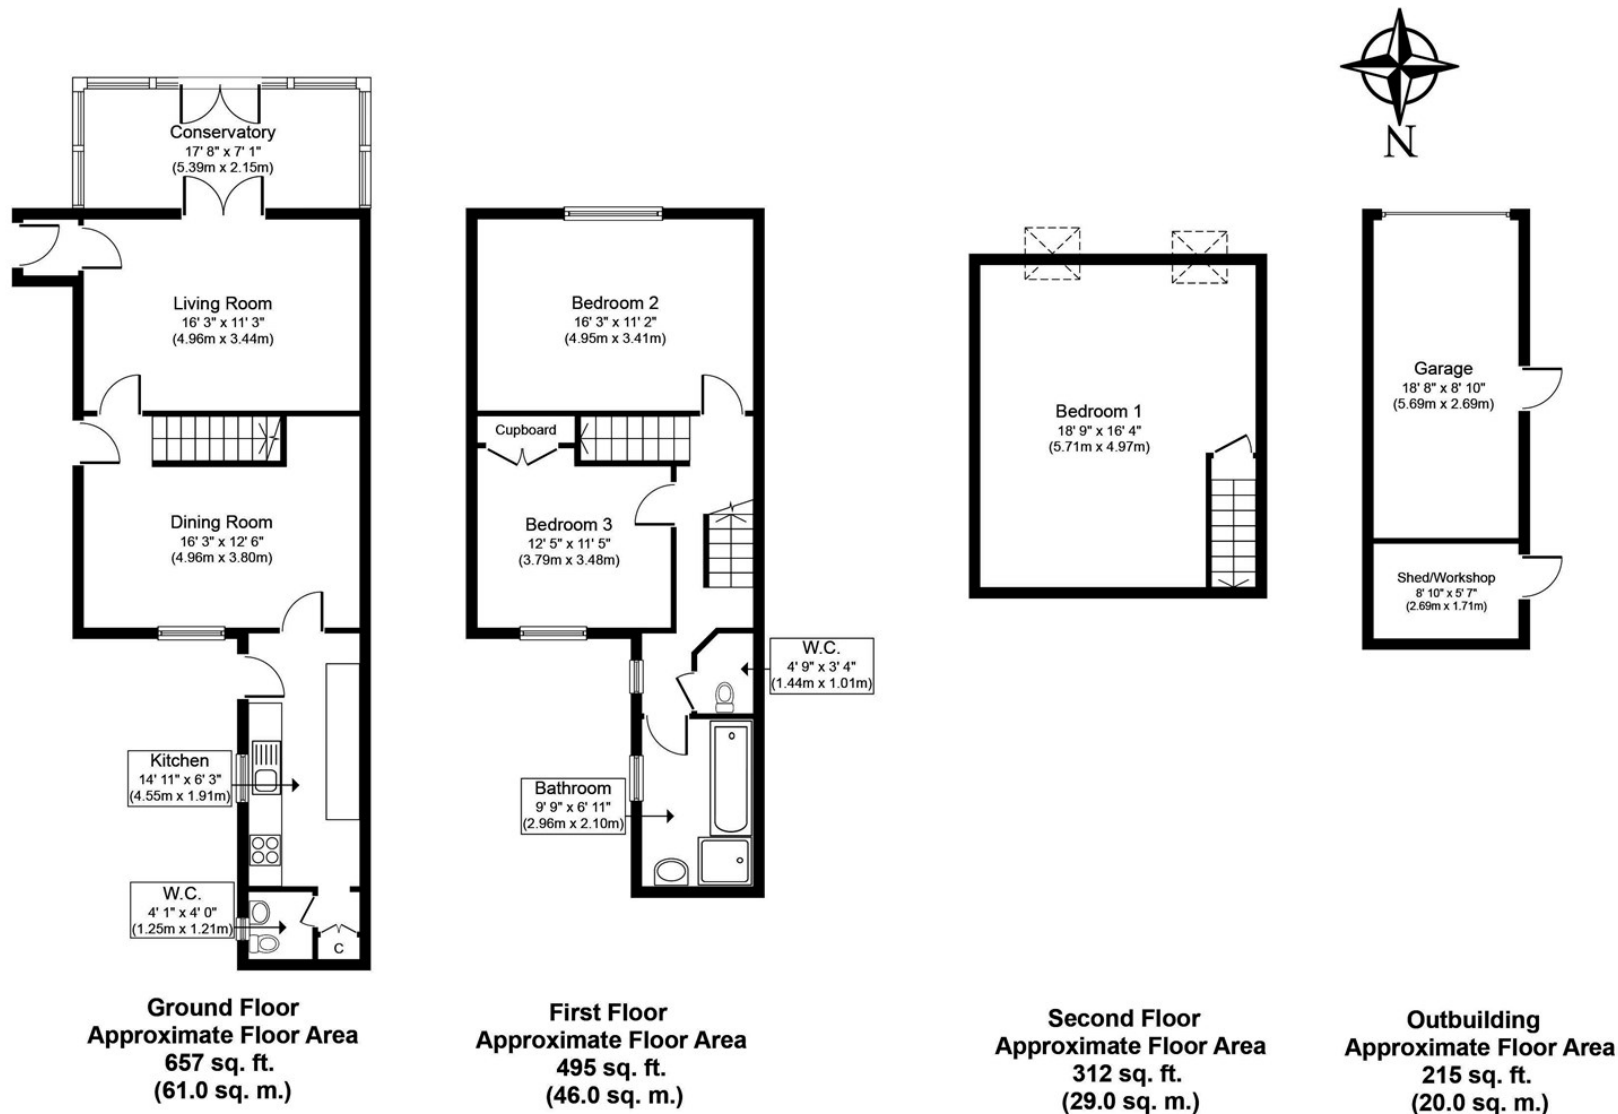 N
Conservatory
17' 8" x 7' 1"
(5.39m x 2.15m)
Living Room
16' 3" x 11' 3"
(4.96m x 3.44m)
Dining Room
16' 3" x 12' 6"
(4.96m x 3.80m)
Kitchen
14' 11" x 6' 3"
(4.55m x 1.91m)
W.C.
4' 1" x 4' 0"
(1.25m x 1.21m)
C
Ground Floor
Approximate Floor Area
657 sq. ft.
(61.0 sq. m.)
Bedroom 2
16' 3" x 11' 2"
(4.95m x 3.41m)
Cupboard
Bedroom 3
12' 5" x 11' 5"
(3.79m x 3.48m)
W.C.
4' 9" x 3' 4"
(1.44m x 1.01m)
Bathroom
9' 9" x 6' 11"
(2.96m x 2.10m)
First Floor
Approximate Floor Area
495 sq. ft.
(46.0 sq. m.)
Bedroom 1
18' 9" x 16' 4"
(5.71m x 4.97m)
Second Floor
Approximate Floor Area
312 sq. ft.
(29.0 sq. m.)
Garage
18' 8" x 8' 10"
(5.69m x 2.69m)
Shed/Workshop
8' 10" x 5' 7"
(2.69m x 1.71m)
Outbuilding
Approximate Floor Area
215 sq. ft.
(20.0 sq. m.)